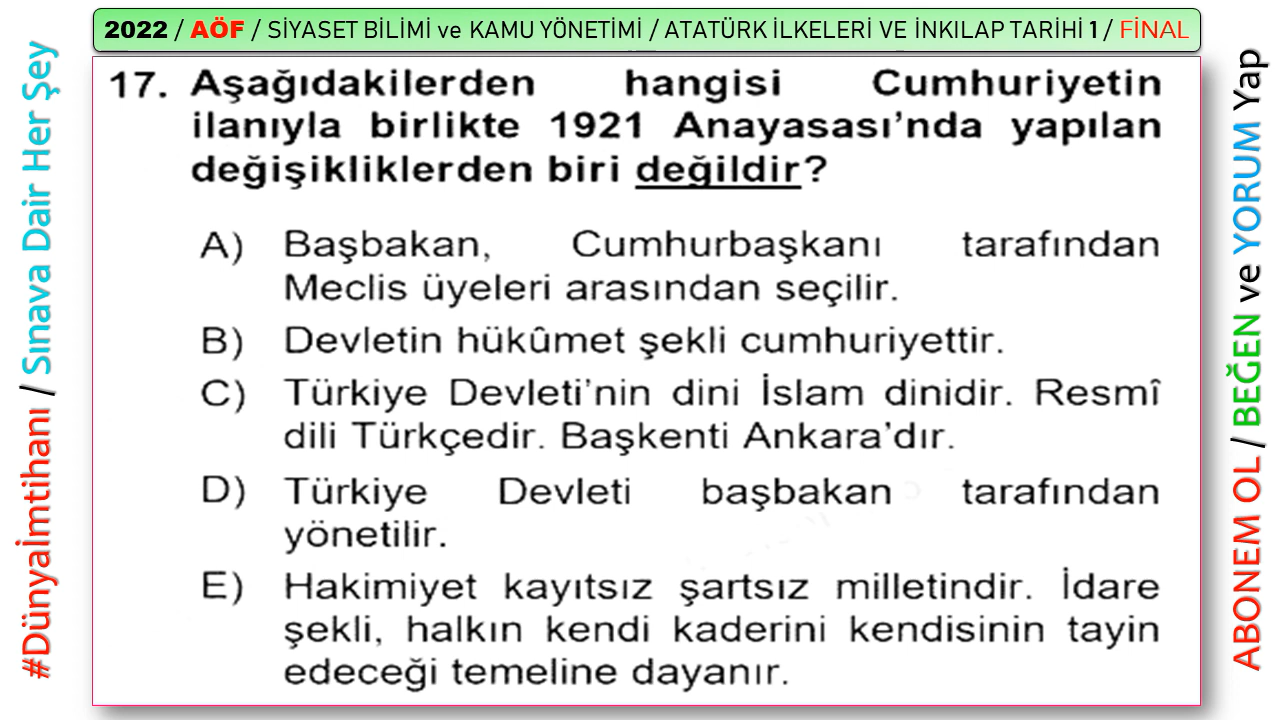 2022 / AÖF / SİYASET BİLİMİ ve KAMU YÖNETİMİ / ATATÜRK İLKELERİ VE İNKILAP TARİHİ 1 / FİNAL
#Dünyaİmtihanı / Sınava Dair Her Şey
17. Aşağıdakilerden hangisi Cumhuriyetin
ilanıyla birlikte 1921 Anayasası'nda yapılan
değişikliklerden biri değildir?
A) Başbakan, Cumhurbaşkanı tarafından
Meclis üyeleri arasından seçilir.
B) Devletin hükûmet şekli cumhuriyettir.
C) Türkiye Devleti'nin dini İslam dinidir. Resmî
dili Türkçedir. Başkenti Ankara'dır.
D) Türkiye Devleti başbakan tarafından
yönetilir.
E) Hakimiyet kayıtsız şartsız milletindir. İdare
şekli, halkın kendi kaderini kendisinin tayin
edeceği temeline dayanır.
ABONEM OL / BEĞEN ve YORUM Yap